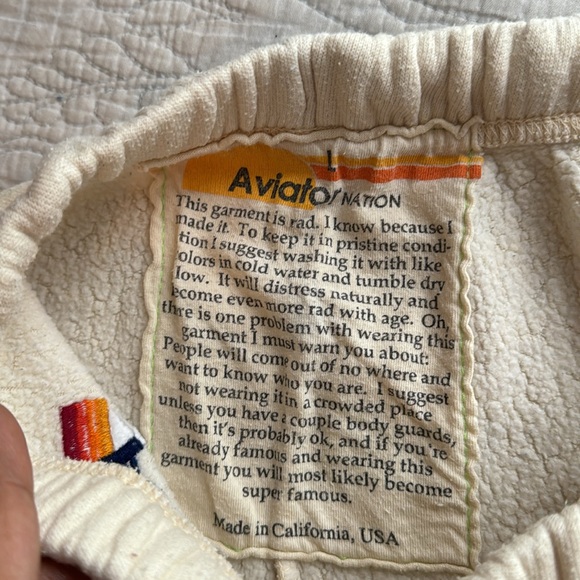 L
Aviator NATION
This garment is rad. I know because I
made it. To keep it in pristine condi-
tion I suggest washing it with like
olors in cold water and tumble dry
low. It will distress naturally and
ecome even more rad with age. Oh,
there is one problem with wearing this
garment I must warn you about:
People will come out of no where and
want to know who you are. I suggest
not wearing it in a crowded place
unless you have a couple body guards,
then it's probably ok, and if you're
already famous and wearing this
garment you will most likely become
super famous.
Made in California, USA